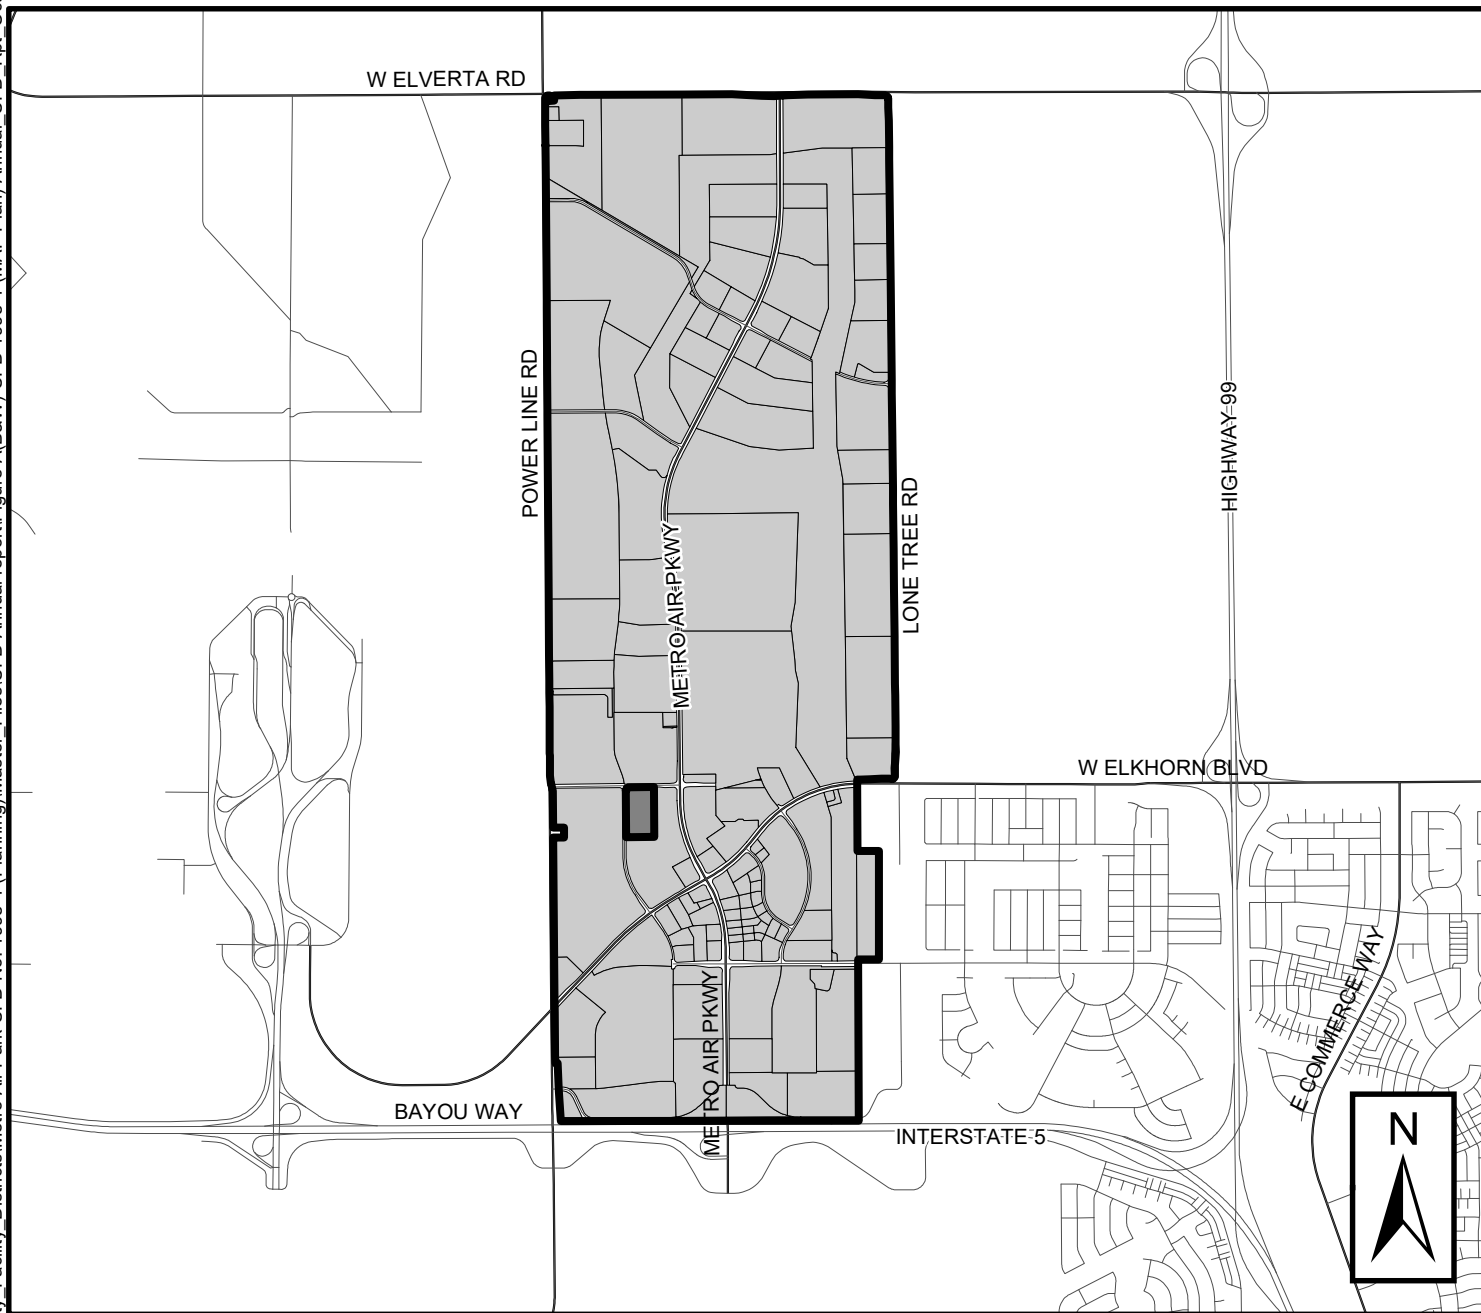 W ELVERTA RD
POWER LINE RD
HIGHWAY 99
LONE TREE RD
METRO AIR PKWY
W ELKHORN BLVD
E COMMERCE WAY
METRO AIR PKWY
BAYOU WAY
INTERSTATE 5
N